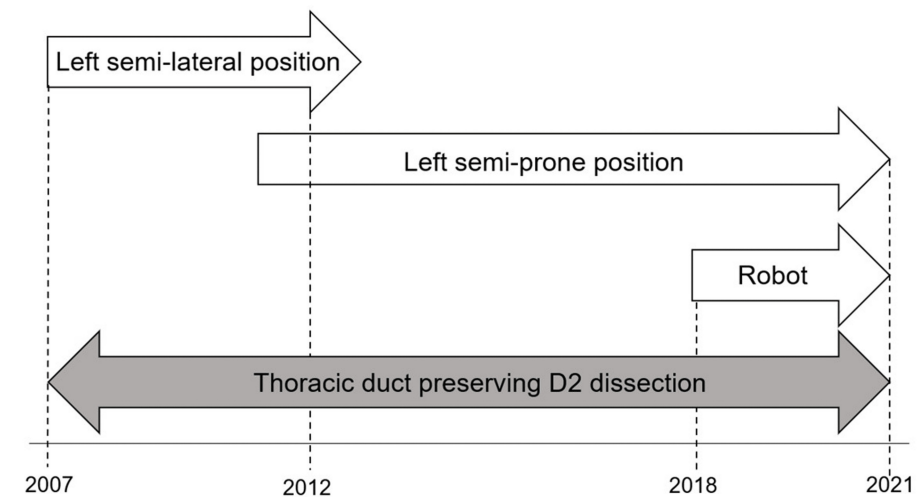 Left semi-lateral position
Left semi-prone position
Robot
Thoracic duct preserving D2 dissection
2007
2012
2018
2021